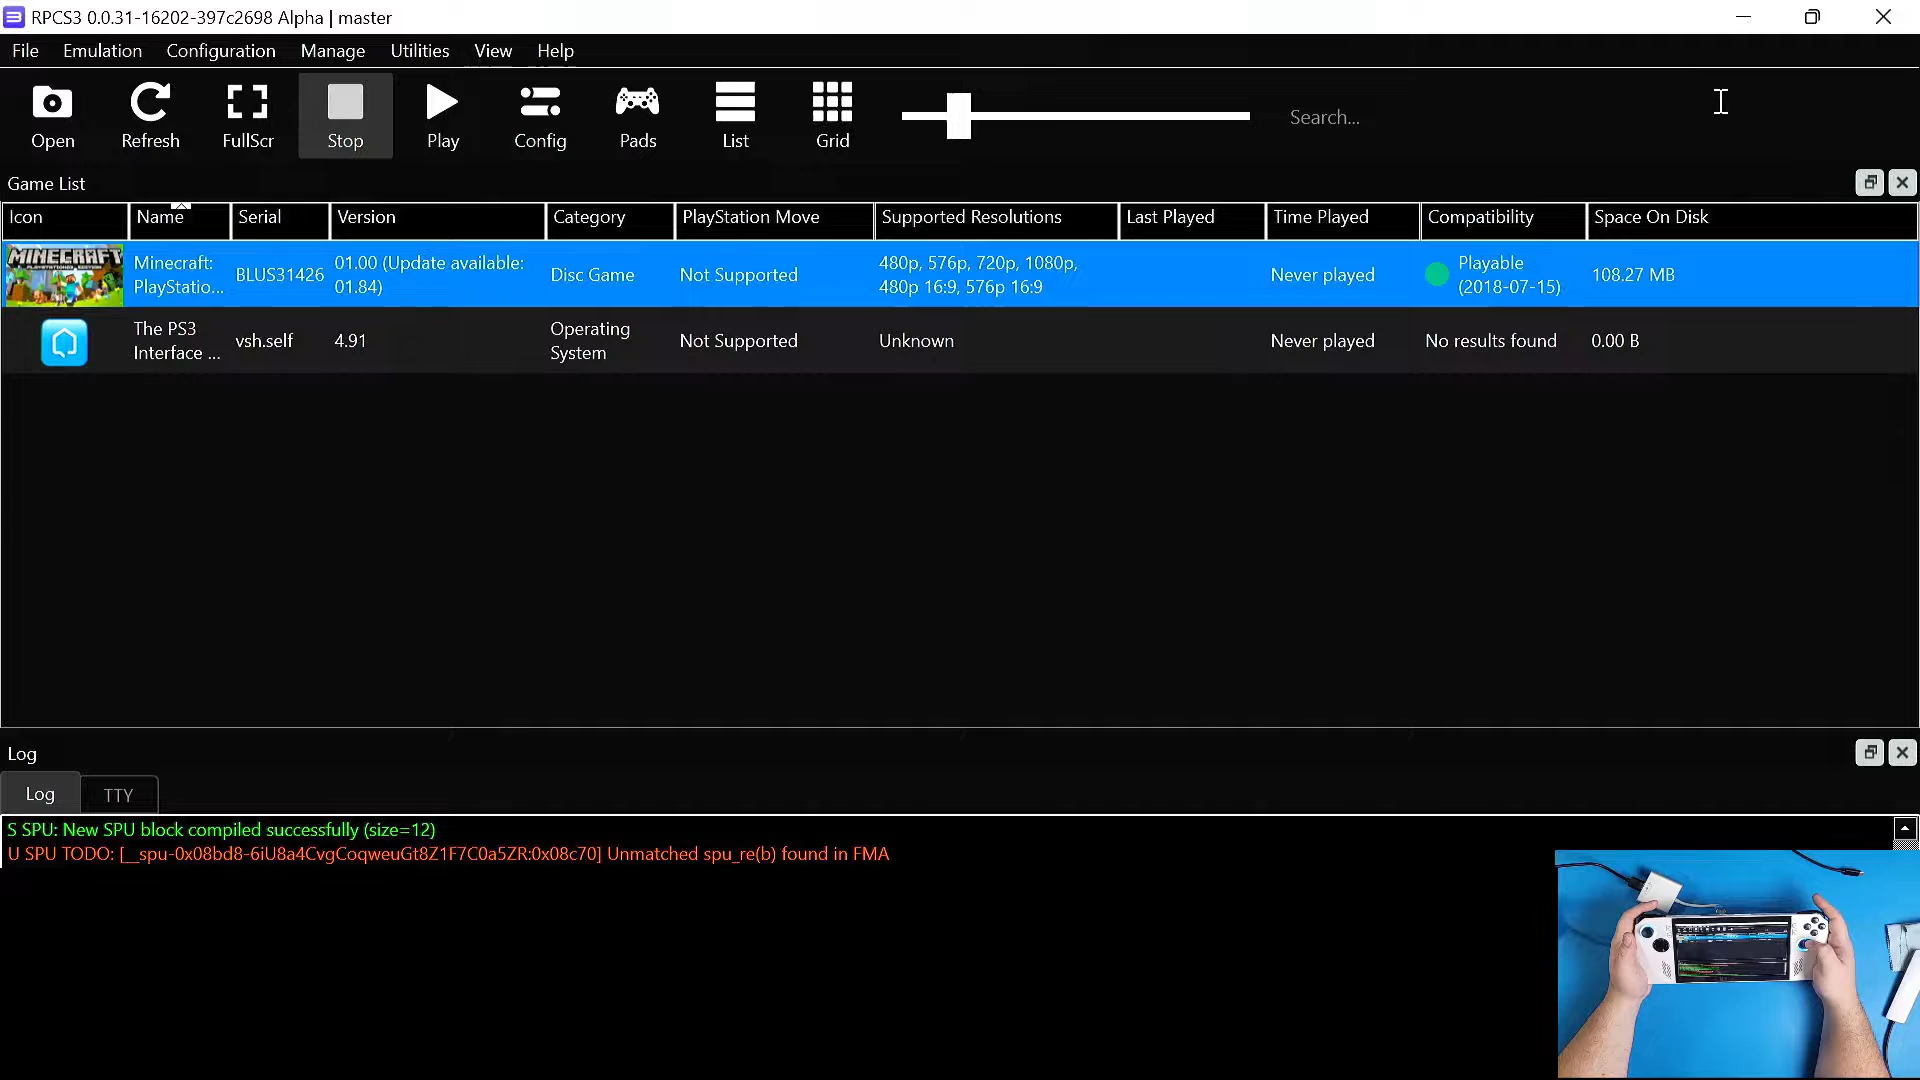 RPCS3 0.0.31-16202-397c2698 Alpha | master
File Emulation Configuration Manage Utilities View Help
Open Refresh FullScr Stop Play Config Pads List Grid Search...
Game List
Icon Name Serial Version Category PlayStation Move Supported Resolutions Last Played Time Played Compatibility Space On Disk
MINECRAFT
Minecraft:
PlayStatio...
BLUS31426
01.00 (Update available:
01.84)
Disc Game
Not Supported
480p, 576p, 720p, 1080p,
480p 16:9, 576p 16:9
Never played
Playable
(2018-07-15)
108.27 MB
The PS3
Interface ...
vsh.self
4.91
Operating
System
Not Supported
Unknown
Never played
No results found
0.00 B
Log
Log TTY
S SPU: New SPU block compiled successfully (size=12)
U SPU TODO: [__spu-0x08bd8-6iU8a4CvgCoqweuGt8Z1F7C0a5ZR:0x08c70] Unmatched spu_re(b) found in FMA